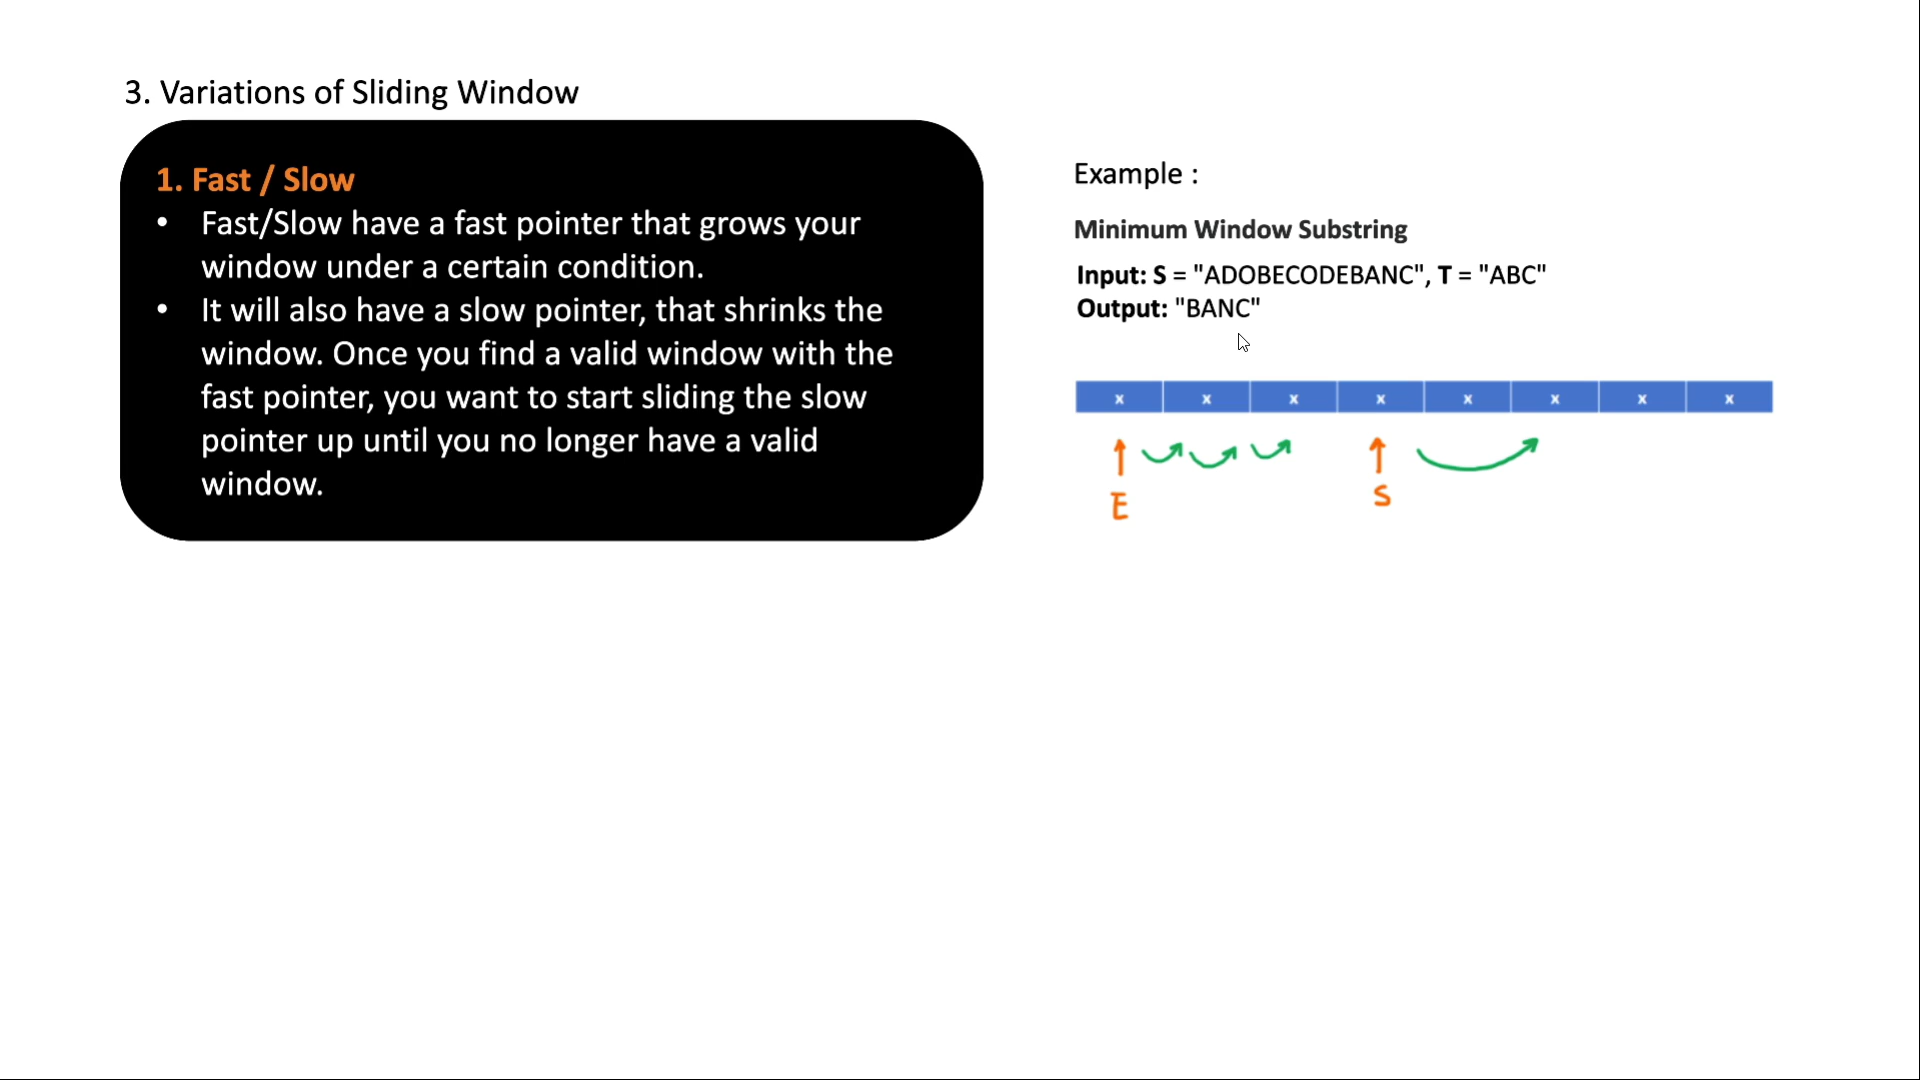 3. Variations of Sliding Window
1. Fast / Slow
• Fast/Slow have a fast pointer that grows your
window under a certain condition.
• It will also have a slow pointer, that shrinks the
window. Once you find a valid window with the
fast pointer, you want to start sliding the slow
pointer up until you no longer have a valid
window.
Example :
Minimum Window Substring
Input: S = "ADOBECODEBANC", T = "ABC"
Output: "BANC"
x x x x x x x x
E S